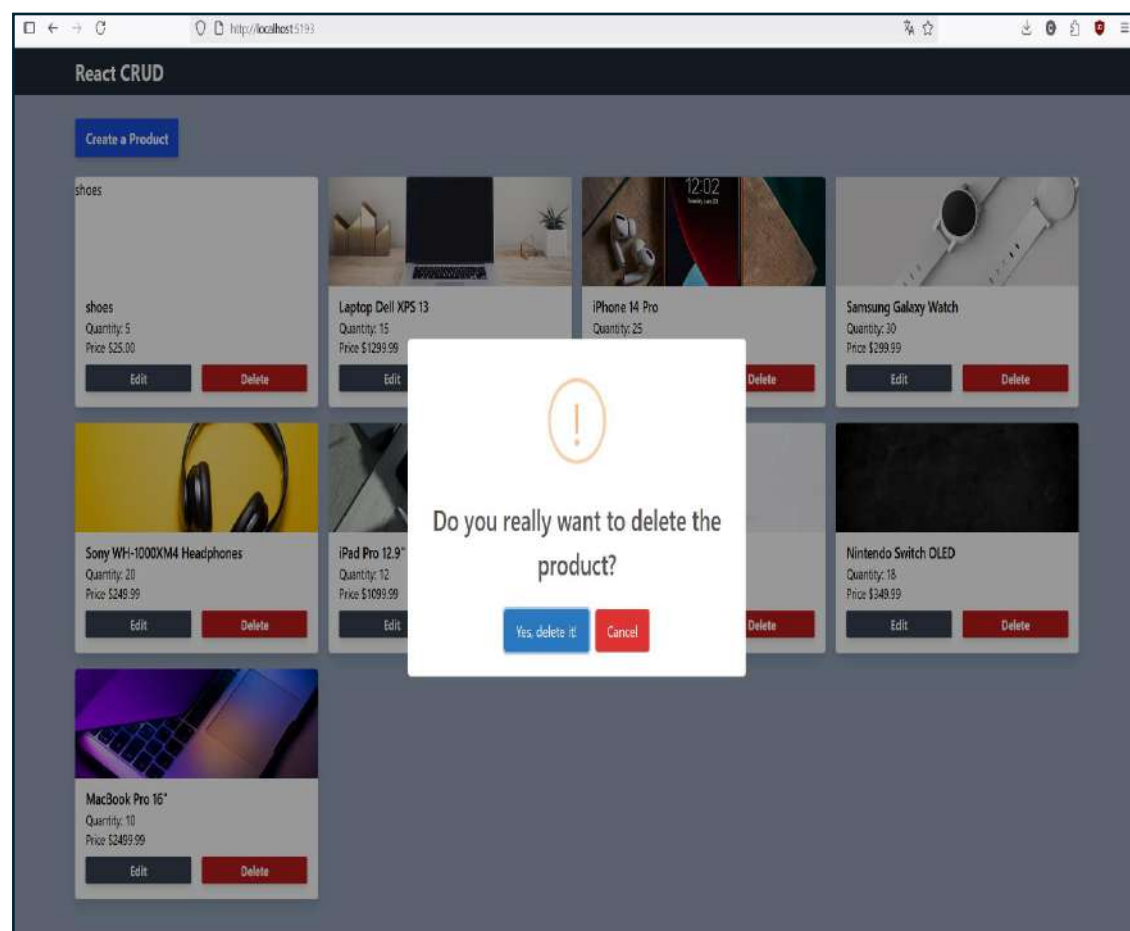 http://localhost:5193
React CRUD
Create a Product
shoes
shoes
Quantity: 5
Price $25.00
Edit Delete
Laptop Dell XPS 13
Quantity: 15
Price $1299.99
Edit
12:02
iPhone 14 Pro
Quantity: 25
Delete
Samsung Galaxy Watch
Quantity: 30
Price $299.99
Edit Delete
Do you really want to delete the
product?
Yes, delete it! Cancel
Sony WH-1000XM4 Headphones
Quantity: 20
Price $249.99
Edit Delete
iPad Pro 12.9"
Quantity: 12
Price $1099.99
Edit
Delete
Nintendo Switch OLED
Quantity: 18
Price $349.99
Edit Delete
MacBook Pro 16"
Quantity: 10
Price $2499.99
Edit Delete